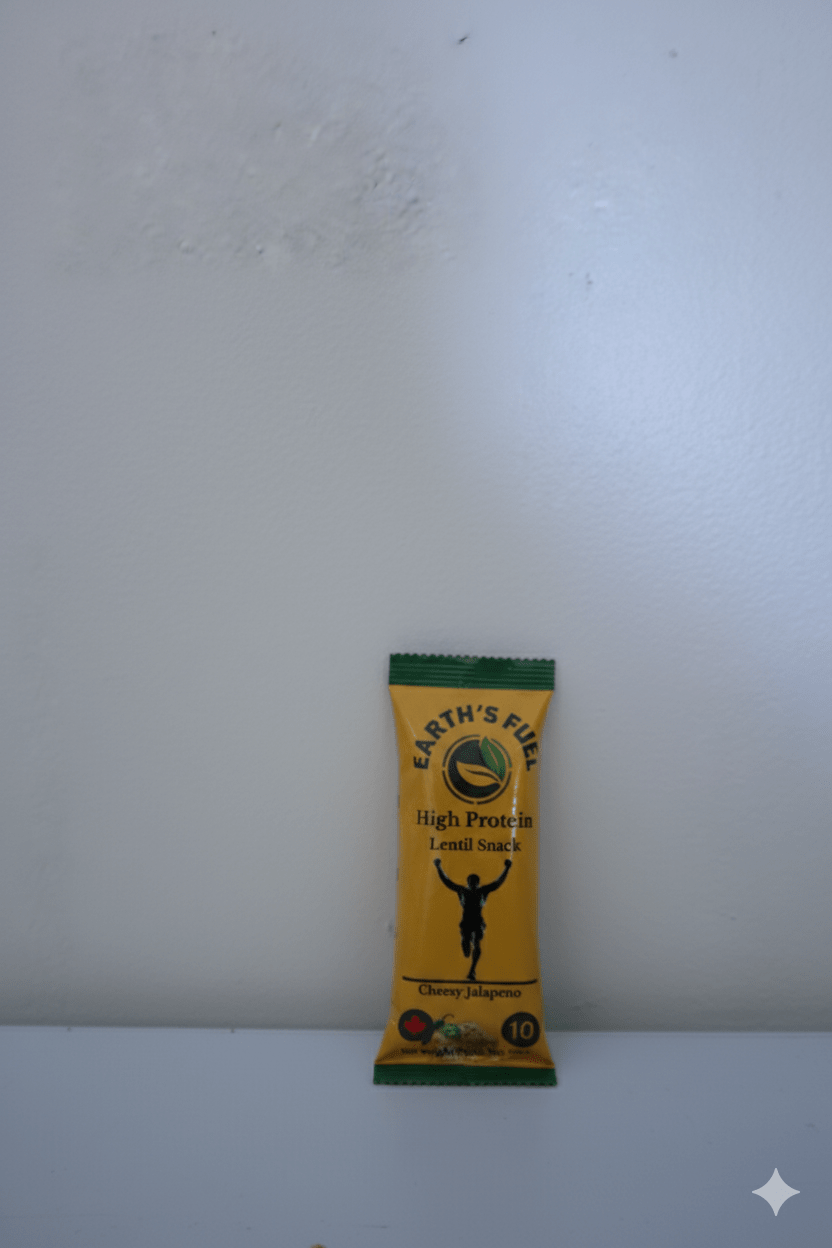 EARTH'S FUEL
High Protein
Lentil Snack
Cheesy Jalapeno
10